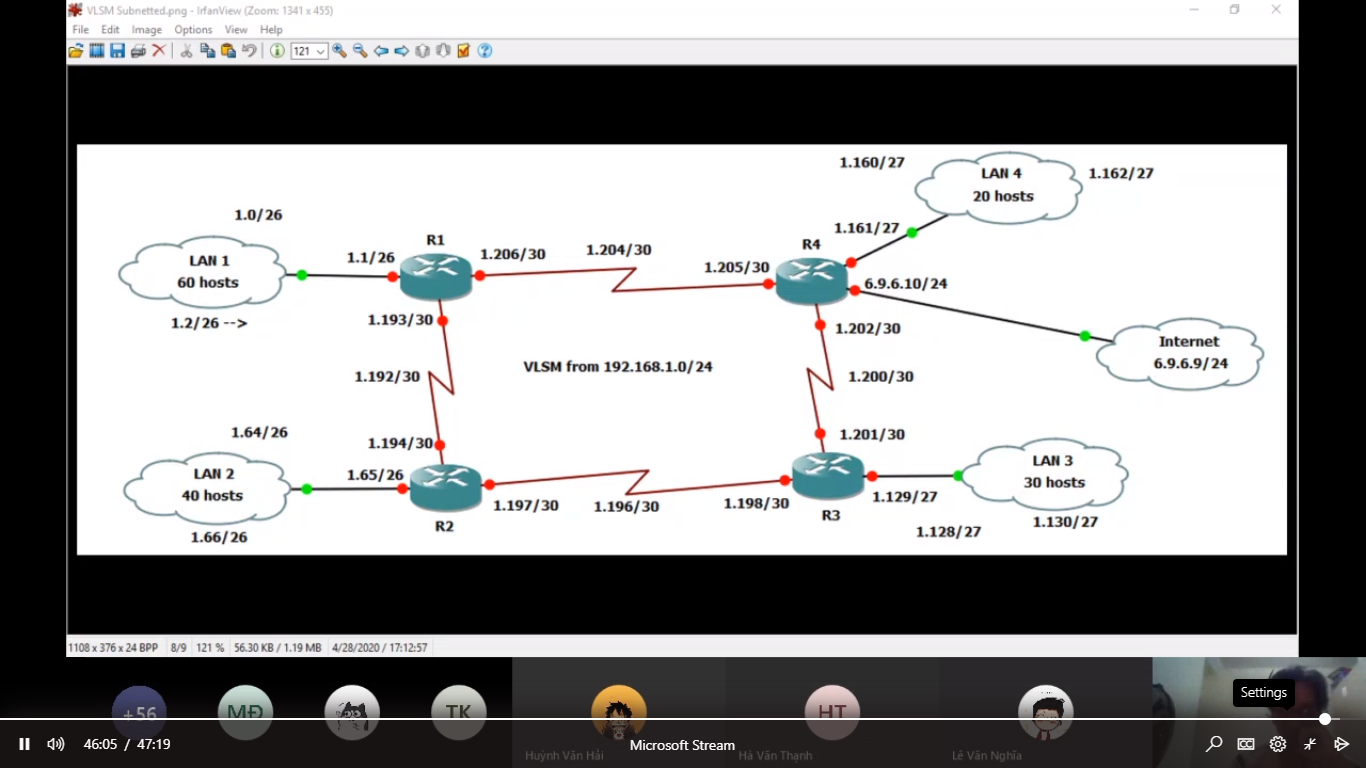 VLSM Subnetted.png - IrfanView (Zoom: 1341 x 455)
File Edit Image Options View Help
121
1.160/27
LAN 4
20 hosts
1.162/27
1.0/26
1.161/27
R1
R4
LAN 1
60 hosts
1.1/26
1.206/30
1.204/30
1.205/30
6.9.6.10/24
1.2/26 -->
1.193/30
1.202/30
Internet
6.9.6.9/24
VLSM from 192.168.1.0/24
1.192/30
1.200/30
1.64/26
1.194/30
1.201/30
LAN 2
40 hosts
1.65/26
LAN 3
30 hosts
1.197/30
1.196/30
1.198/30
1.129/27
R2
R3
1.130/27
1.66/26
1.128/27
1108 x 376 x 24 BPP 8/9 121 % 56.30 KB / 1.19 MB 4/28/2020 / 17:12:57
+56
MĐ
TK
HT
Settings
Huỳnh Văn Hải
Hà Văn Thạnh
Lê Văn Nghĩa
46:05 / 47:19
Microsoft Stream
CC